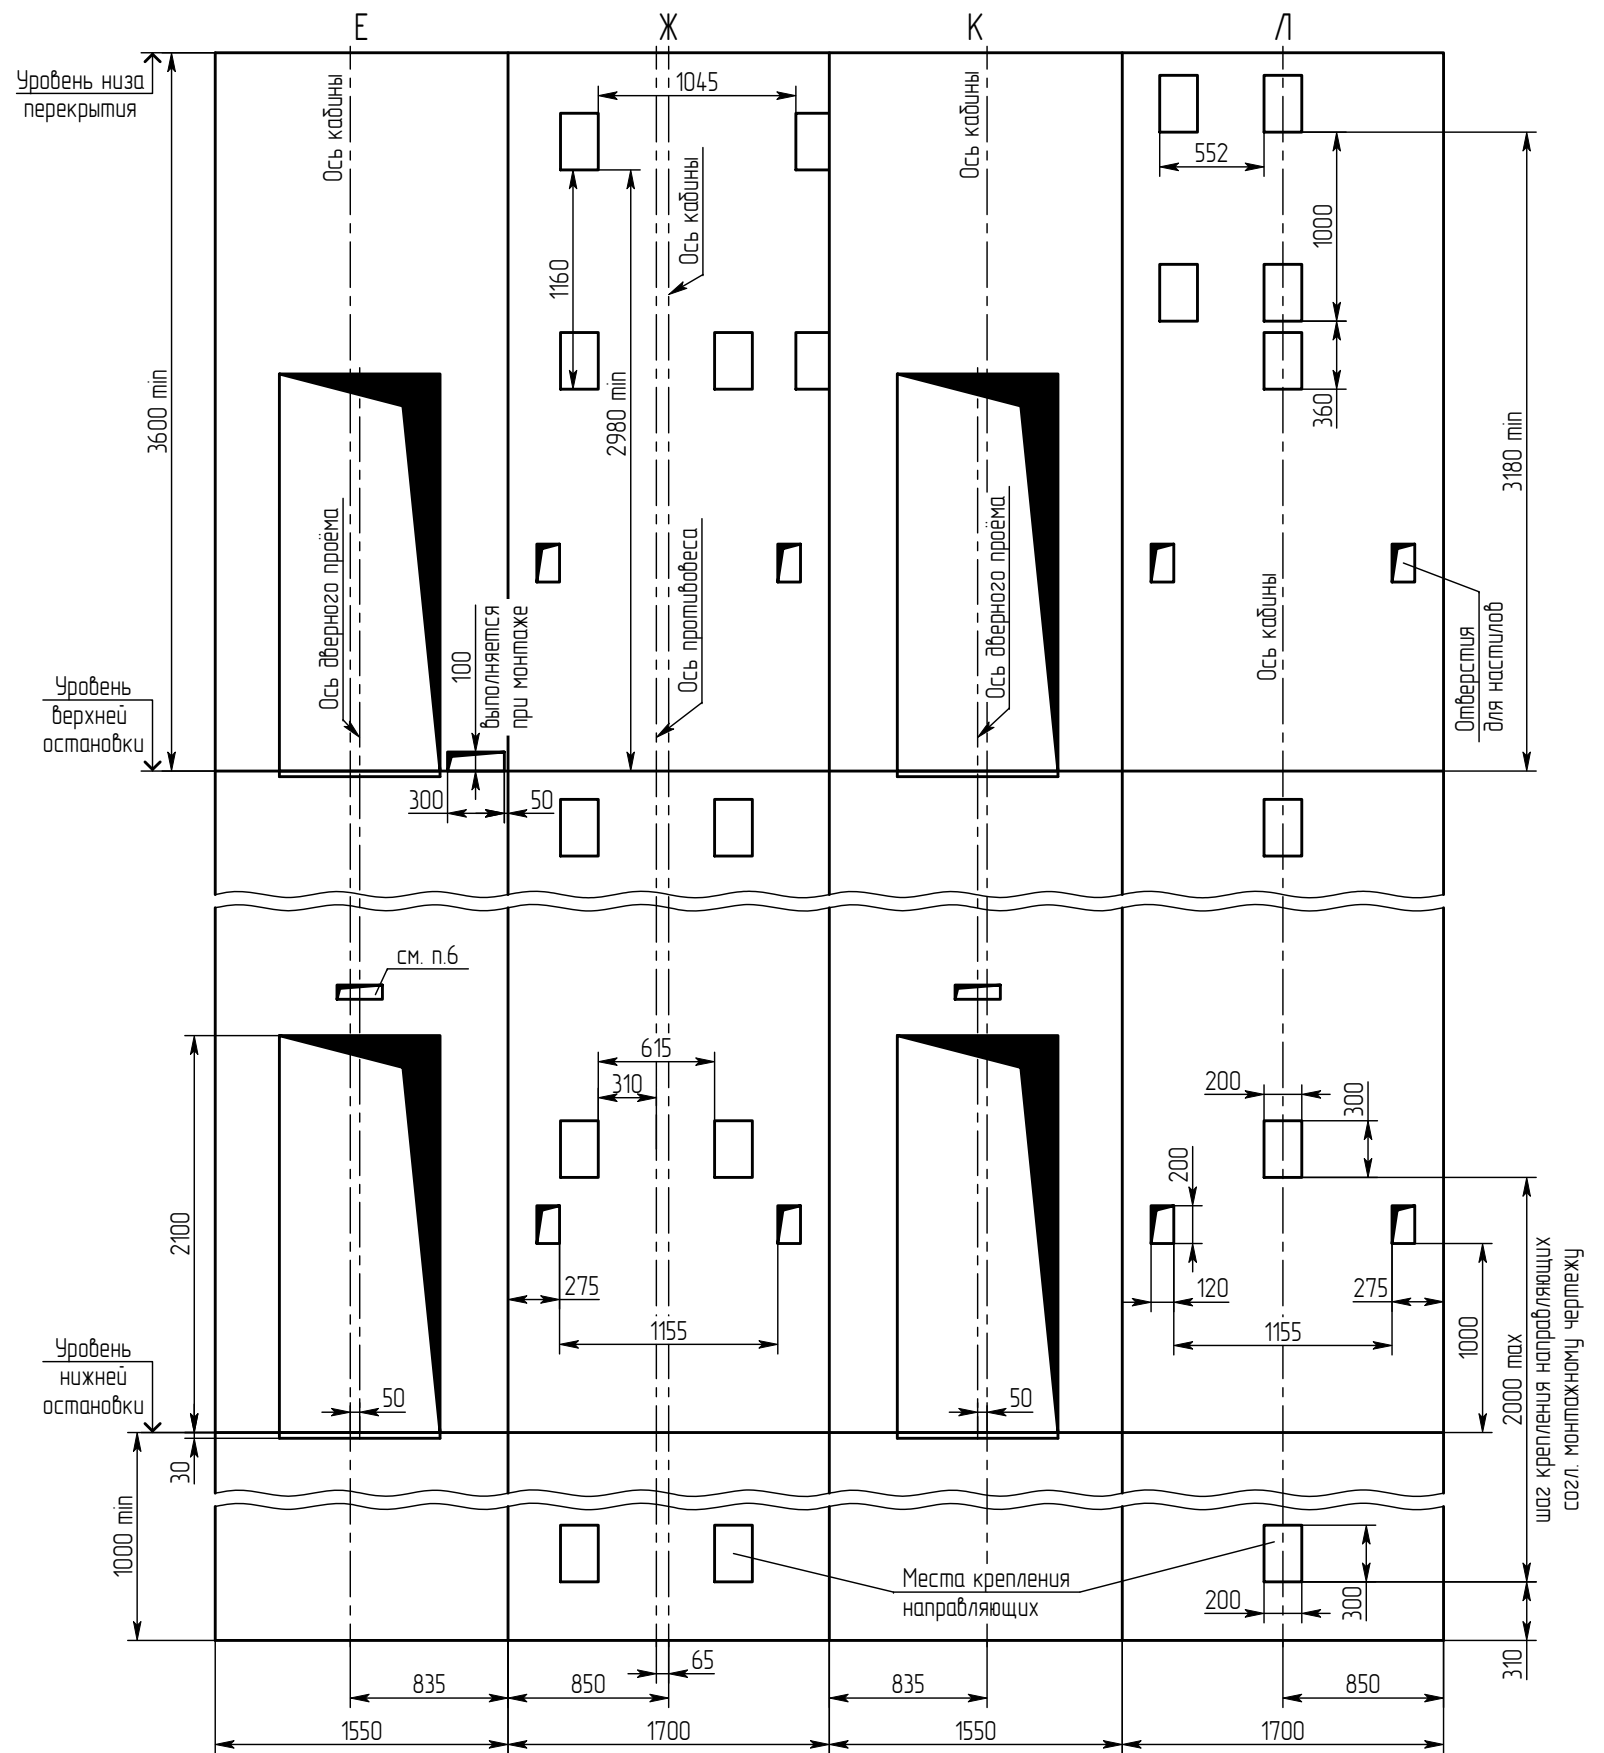 Е
Ж
К
Л
Уровень низа
перекрытия
Ось кабины
1045
Ось кабины
Ось кабины
552
1000
1160
360
3600 min
2980 min
3180 min
Ось дверного проёма
100
выполняется
при монтаже
Ось противовеса
Ось дверного проёма
Ось кабины
Отверстия
для настилов
Уровень
верхней
остановки
300
50
см. п.6
615
310
200
300
2100
200
275
1155
120
275
1155
1000
2000 max
шаг крепления направляющих
согл. монтажному чертежу
Уровень
нижней
остановки
50
50
30
1000 min
Места крепления
направляющих
200
300
310
65
835
850
835
850
1550
1700
1550
1700